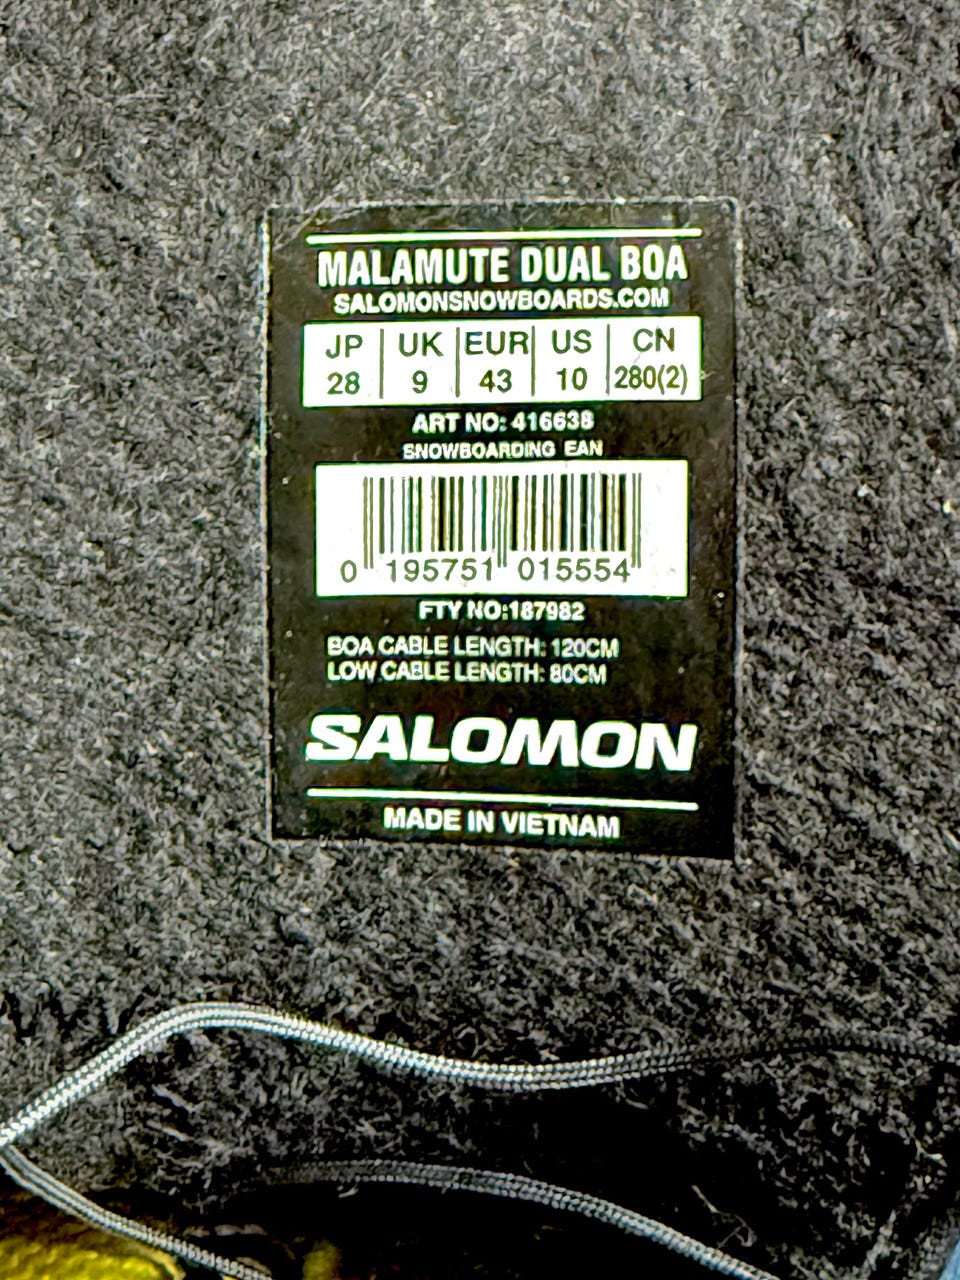 MALAMUTE DUAL BOA
SALOMONSNOWBOARDS.COM
JP UK EUR US CN
28 9 43 10 280(2)
ART NO: 416638
SNOWBOARDING EAN
0 195751 015554
FTY NO:187982
BOA CABLE LENGTH: 120CM
LOW CABLE LENGTH: 80CM
SALOMON
MADE IN VIETNAM